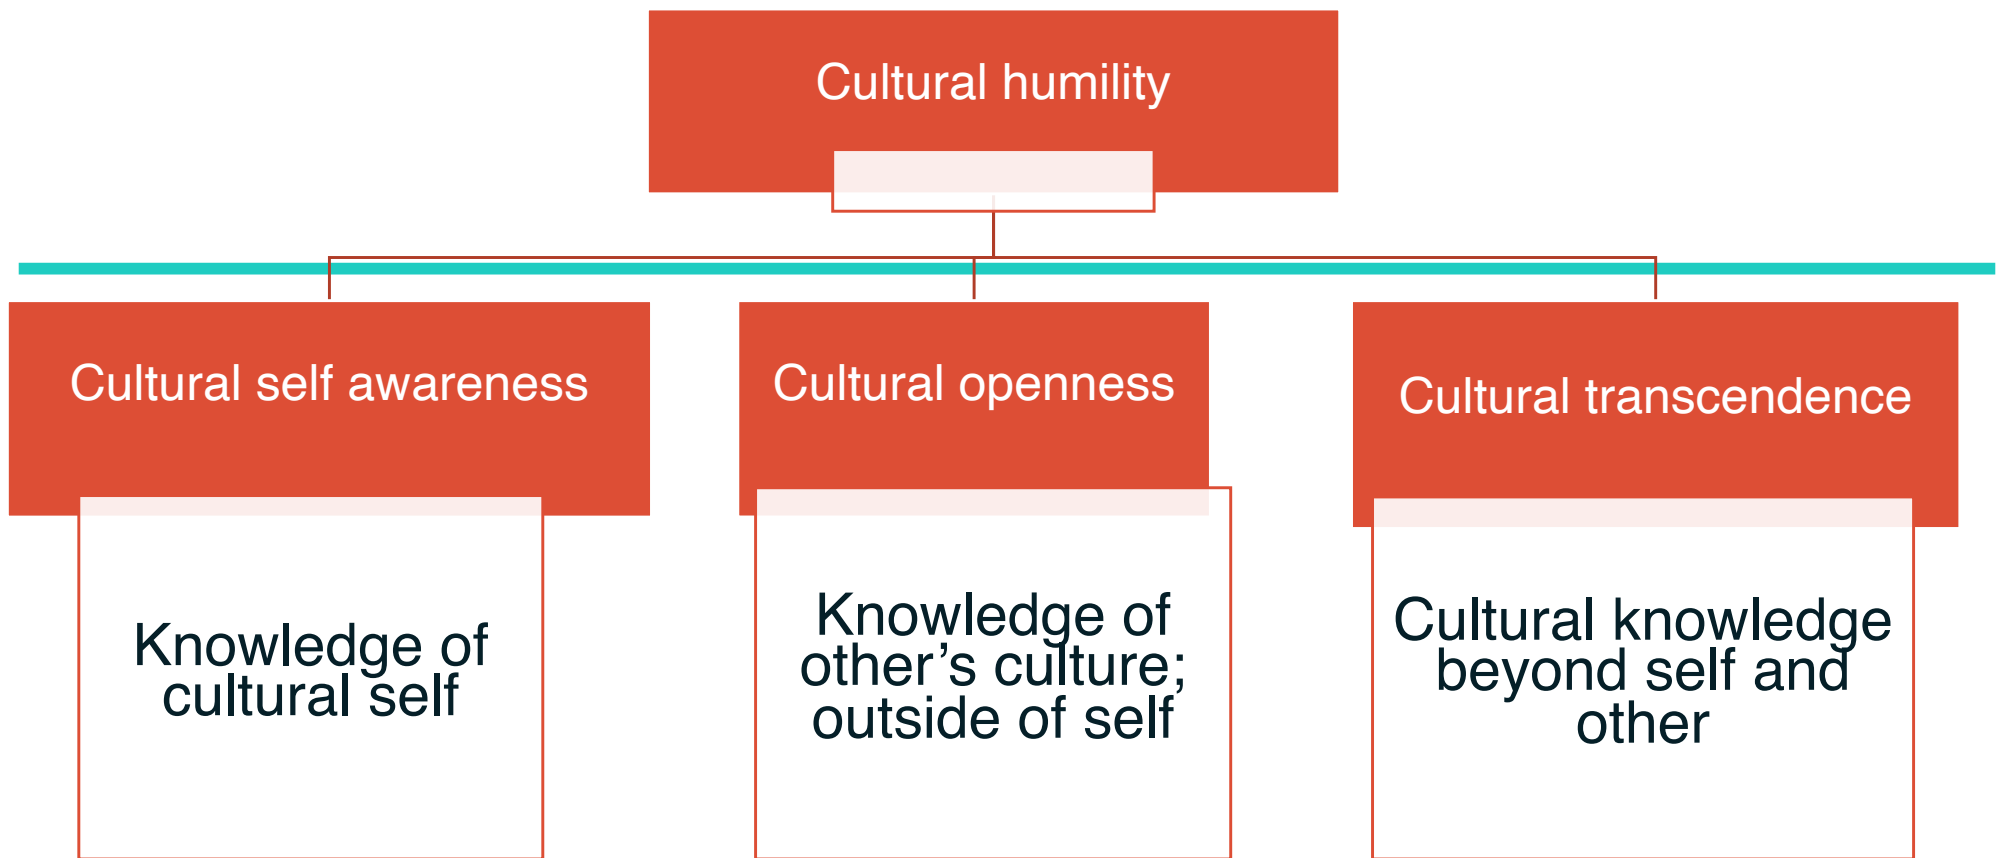 Cultural humility
Cultural self awareness
Knowledge of
cultural self
Cultural openness
Knowledge of
other’s culture;
outside of self
Cultural transcendence
Cultural knowledge
beyond self and
other